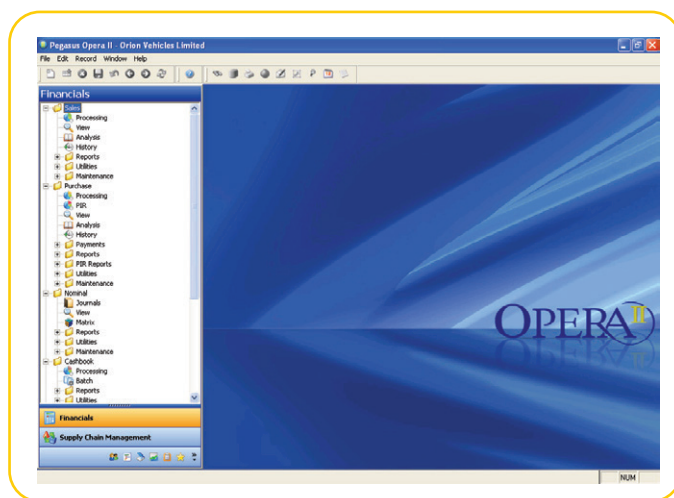 Pegasus Opera II - Orion Vehicles Limited
File Edit Record Window Help
Financials
Sales
Processing
View
Analysis
History
Reports
Utilities
Maintenance
Purchase
Processing
PIR
View
Analysis
History
Payments
Reports
PIR Reports
Utilities
Maintenance
Nominal
Journals
View
Matrix
Reports
Utilities
Maintenance
Cashbook
Processing
Batch
Reports
Utilities
Financials
Supply Chain Management
OPERA II
NUM